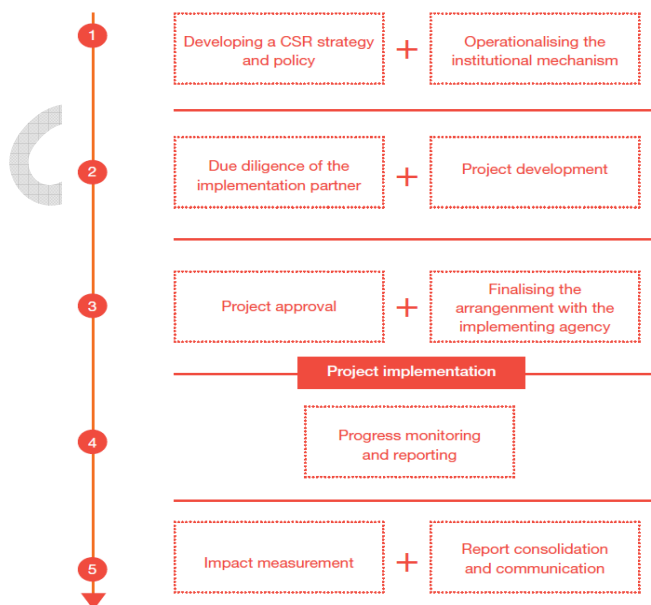 1
Developing a CSR strategy
and policy
+
Operationalising the
institutional mechanism
2
Due diligence of the
implementation partner
+
Project development
3
Project approval
+
Finalising the
arrangenment with the
implementing agency
Project implementation
4
Progress monitoring
and reporting
5
Impact measurement
+
Report consolidation
and communication